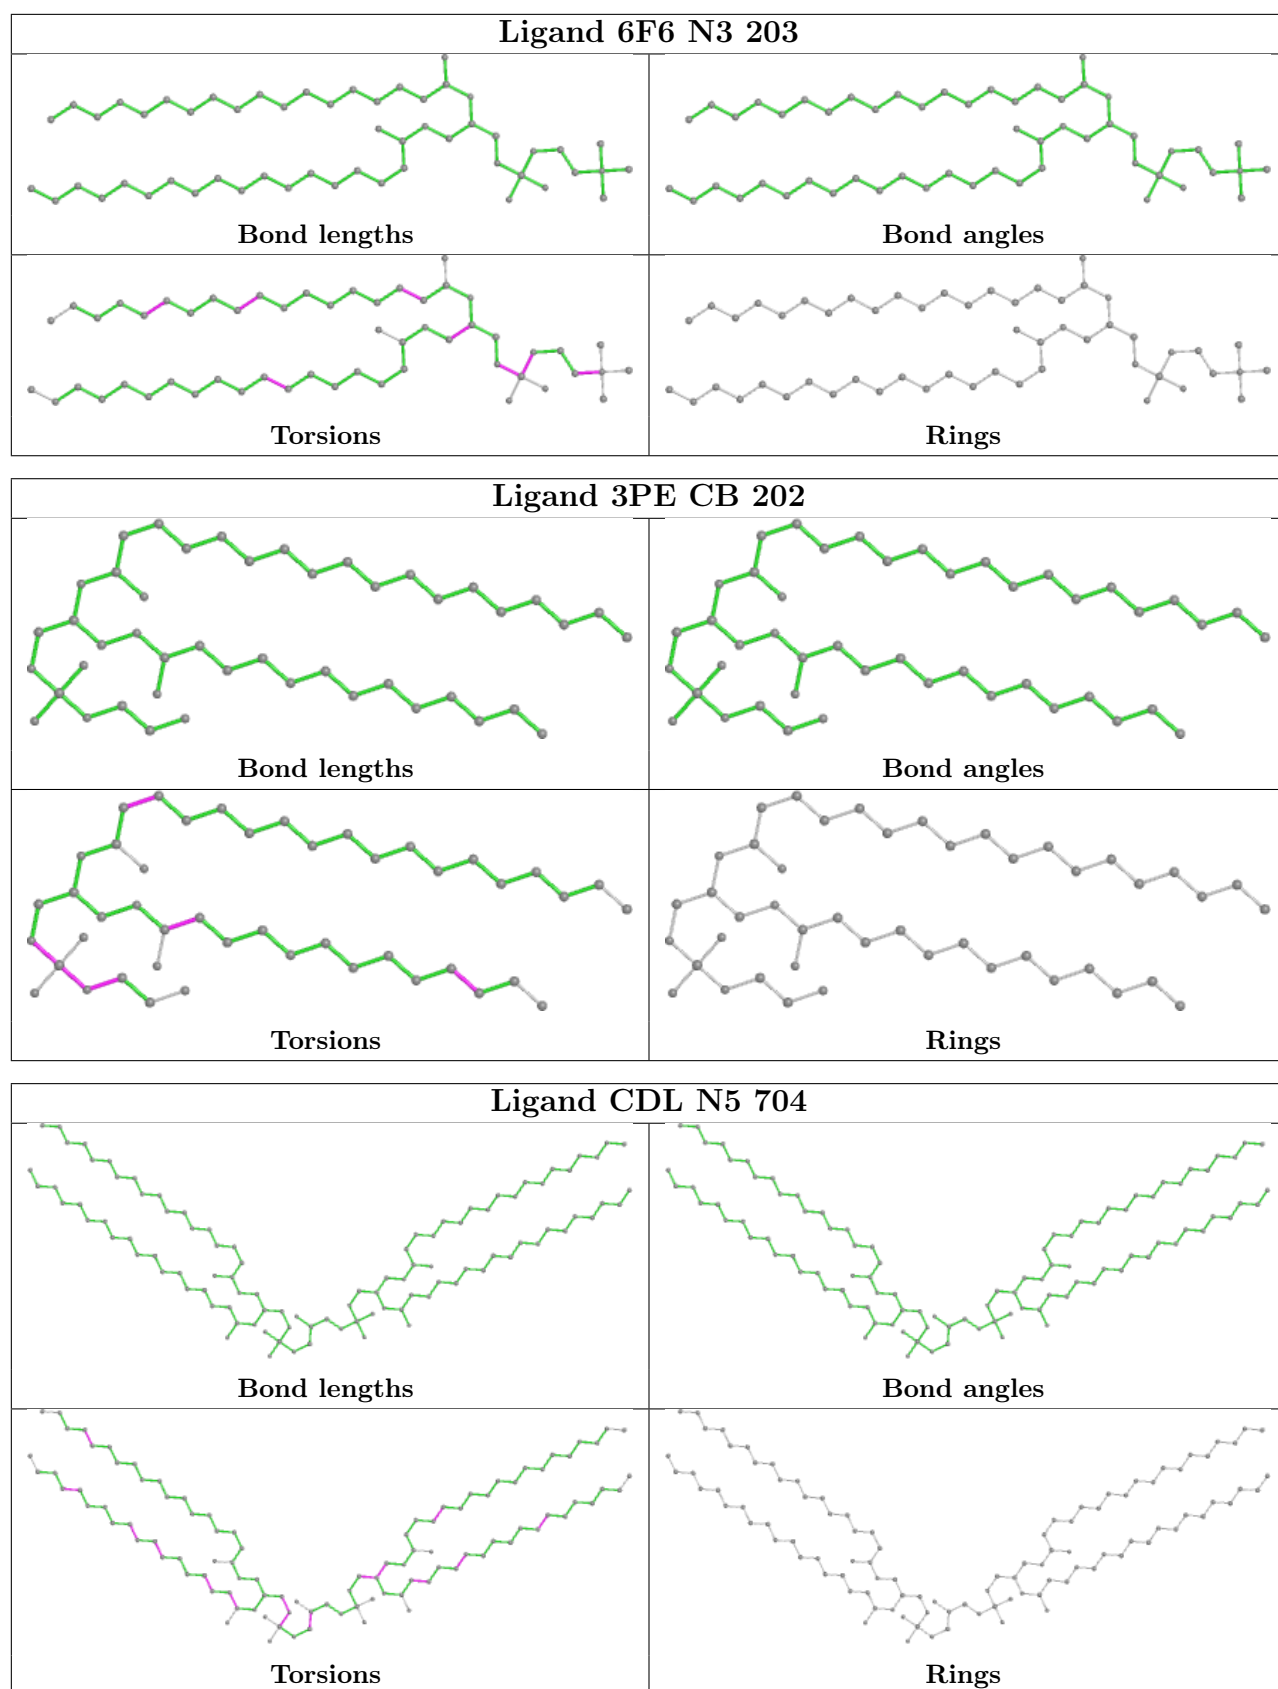 Ligand 6F6 N3 203
Bond lengths
Bond angles
Torsions
Rings
Ligand 3PE CB 202
Bond lengths
Bond angles
Torsions
Rings
Ligand CDL N5 704
Bond lengths
Bond angles
Torsions
Rings